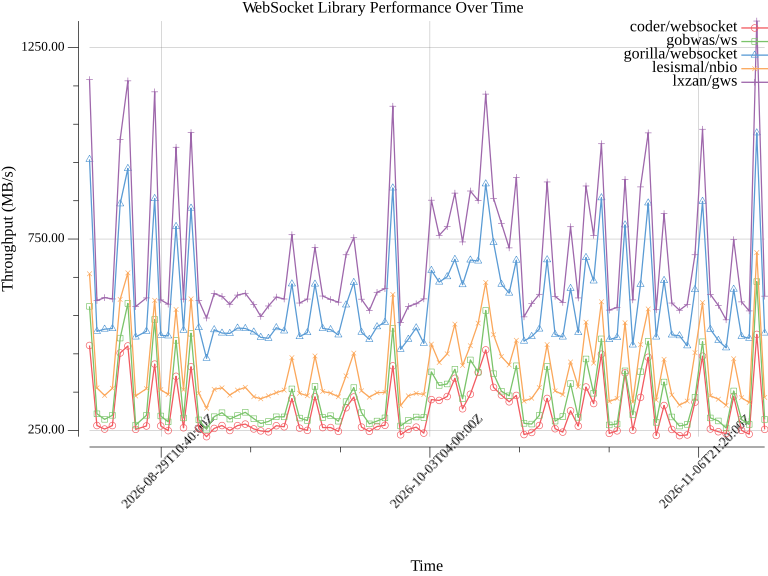 WebSocket Library Performance Over Time
coder/websocket
gobwas/ws
gorilla/websocket
lesismal/nbio
lxzan/gws
Throughput (MB/s)
1250.00
750.00
250.00
2026-08-29T10:40:00Z
2026-10-03T04:00:00Z
2026-11-06T21:20:00Z
Time